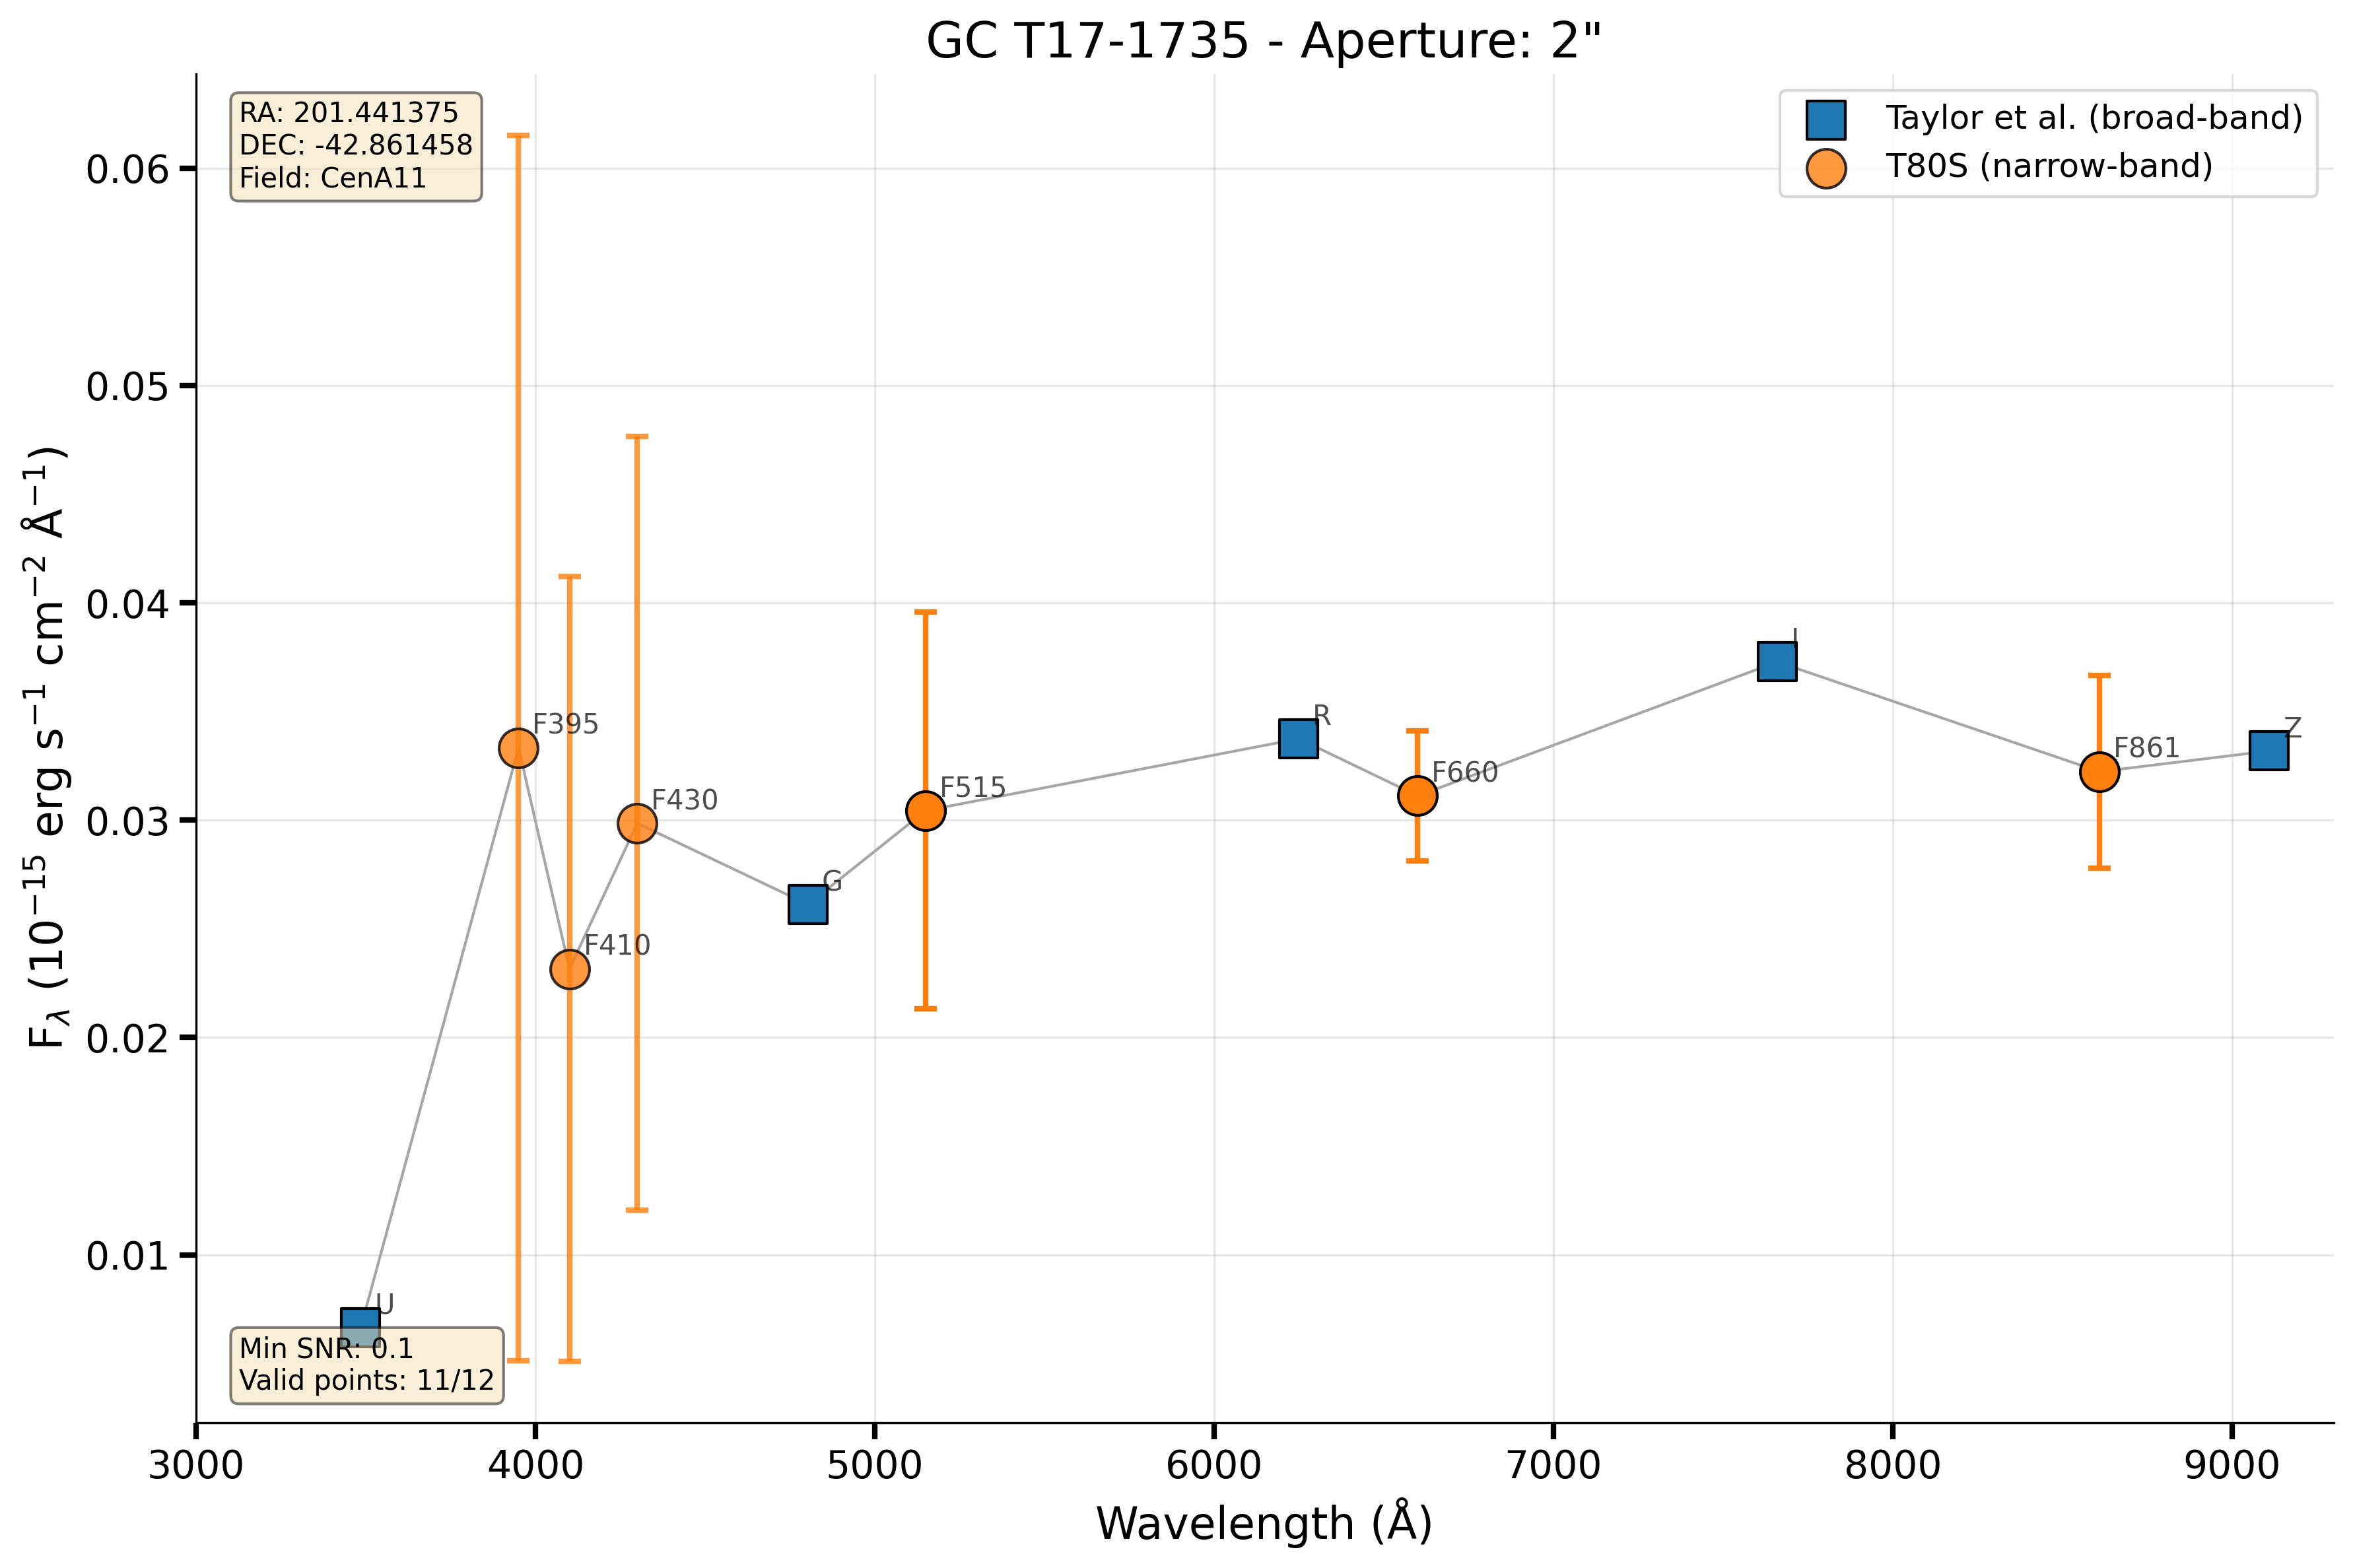 GC T17-1735 - Aperture: 2"
RA: 201.441375
DEC: -42.861458
Field: CenA11
Taylor et al. (broad-band)
T80S (narrow-band)
F_λ (10⁻¹⁵ erg s⁻¹ cm⁻² Å⁻¹)
0.06
0.05
0.04
0.03
0.02
0.01
U
F395
F410
F430
G
F515
R
F660
I
F861
Z
Min SNR: 0.1
Valid points: 11/12
3000 4000 5000 6000 7000 8000 9000
Wavelength (Å)